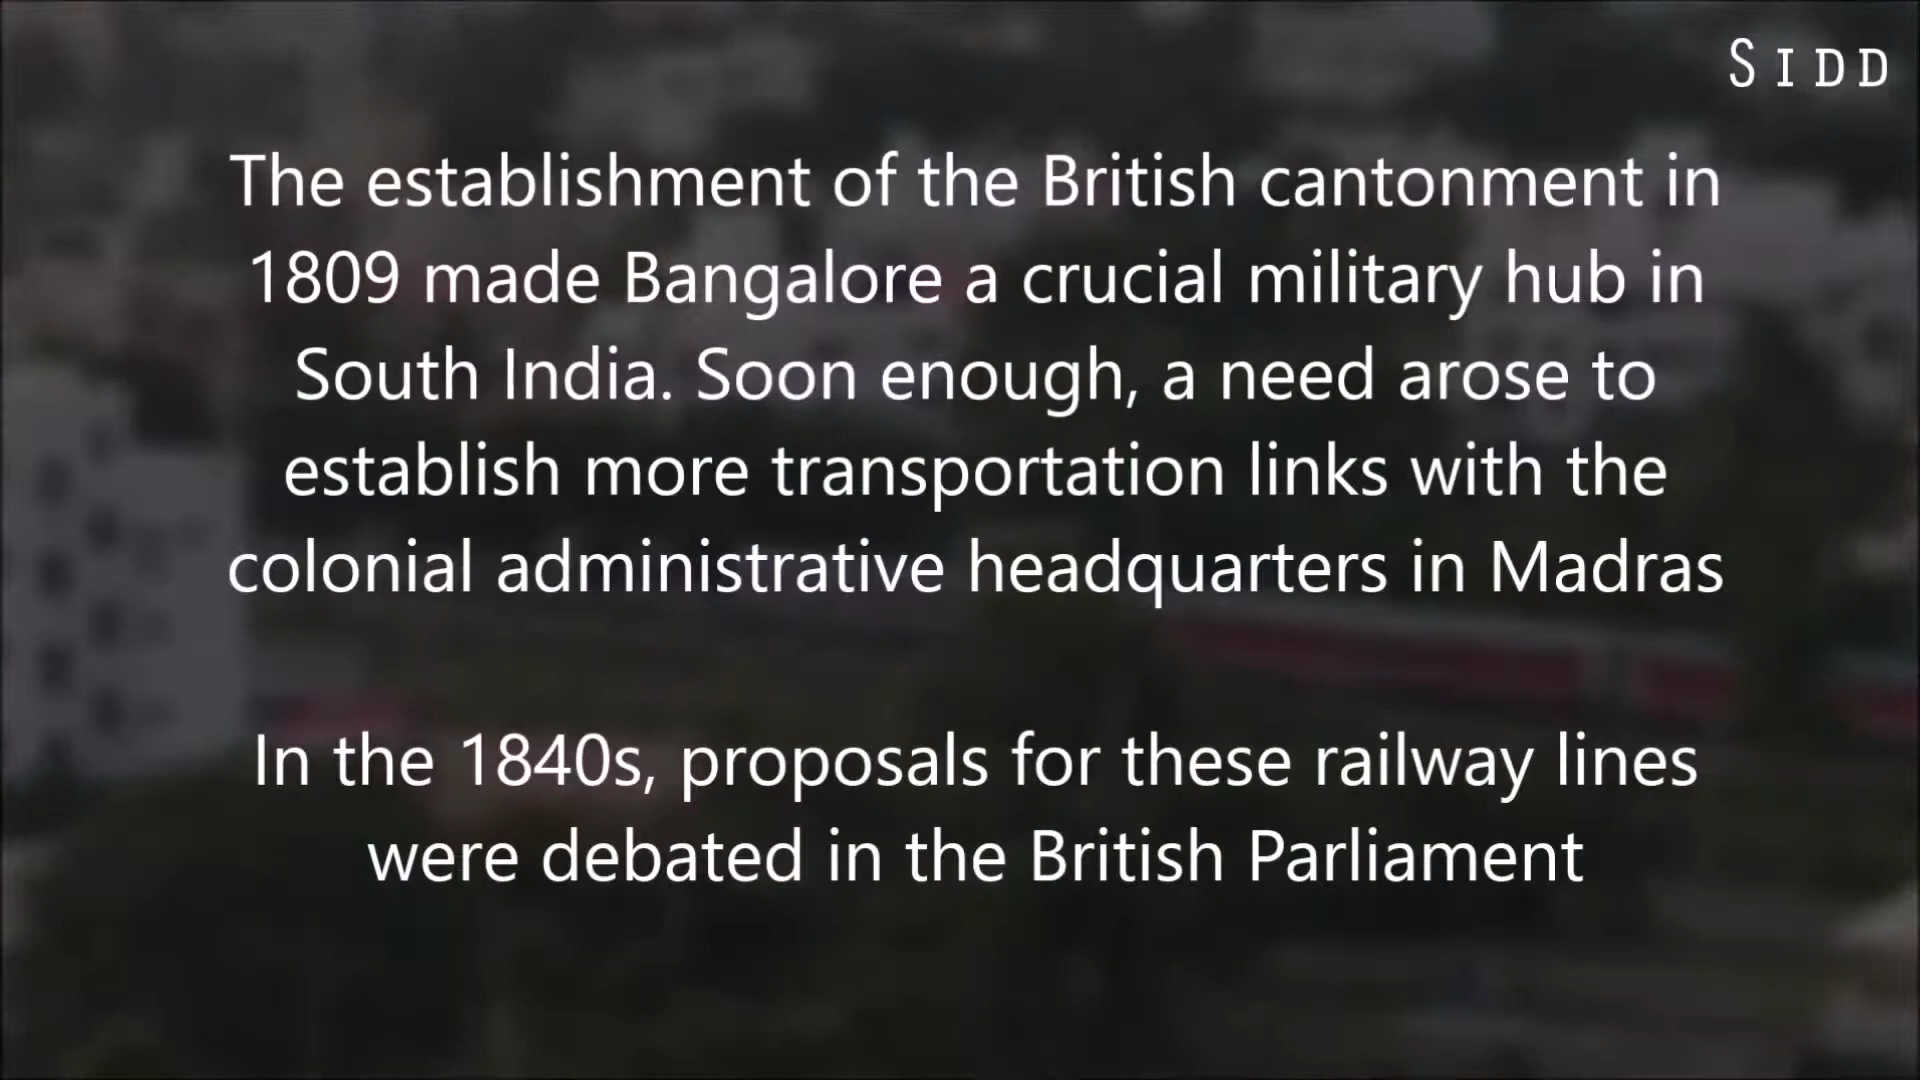 SIDD
The establishment of the British cantonment in
1809 made Bangalore a crucial military hub in
South India. Soon enough, a need arose to
establish more transportation links with the
colonial administrative headquarters in Madras
In the 1840s, proposals for these railway lines
were debated in the British Parliament